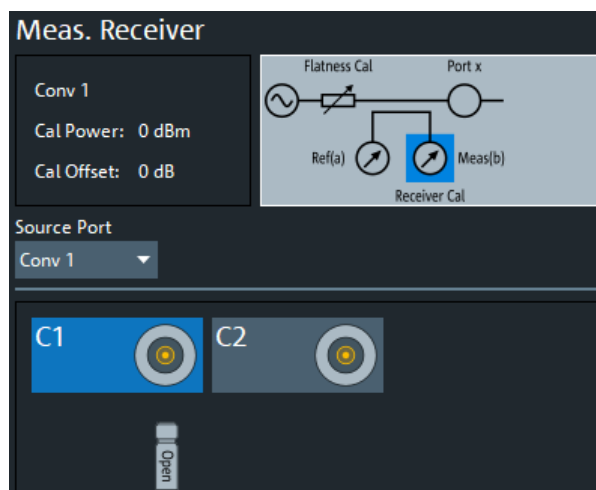 Meas. Receiver
Conv 1
Cal Power: 0 dBm
Cal Offset: 0 dB
Flatness Cal
Port x
Ref(a)
Meas(b)
Receiver Cal
Source Port
Conv 1
C1
C2
Open